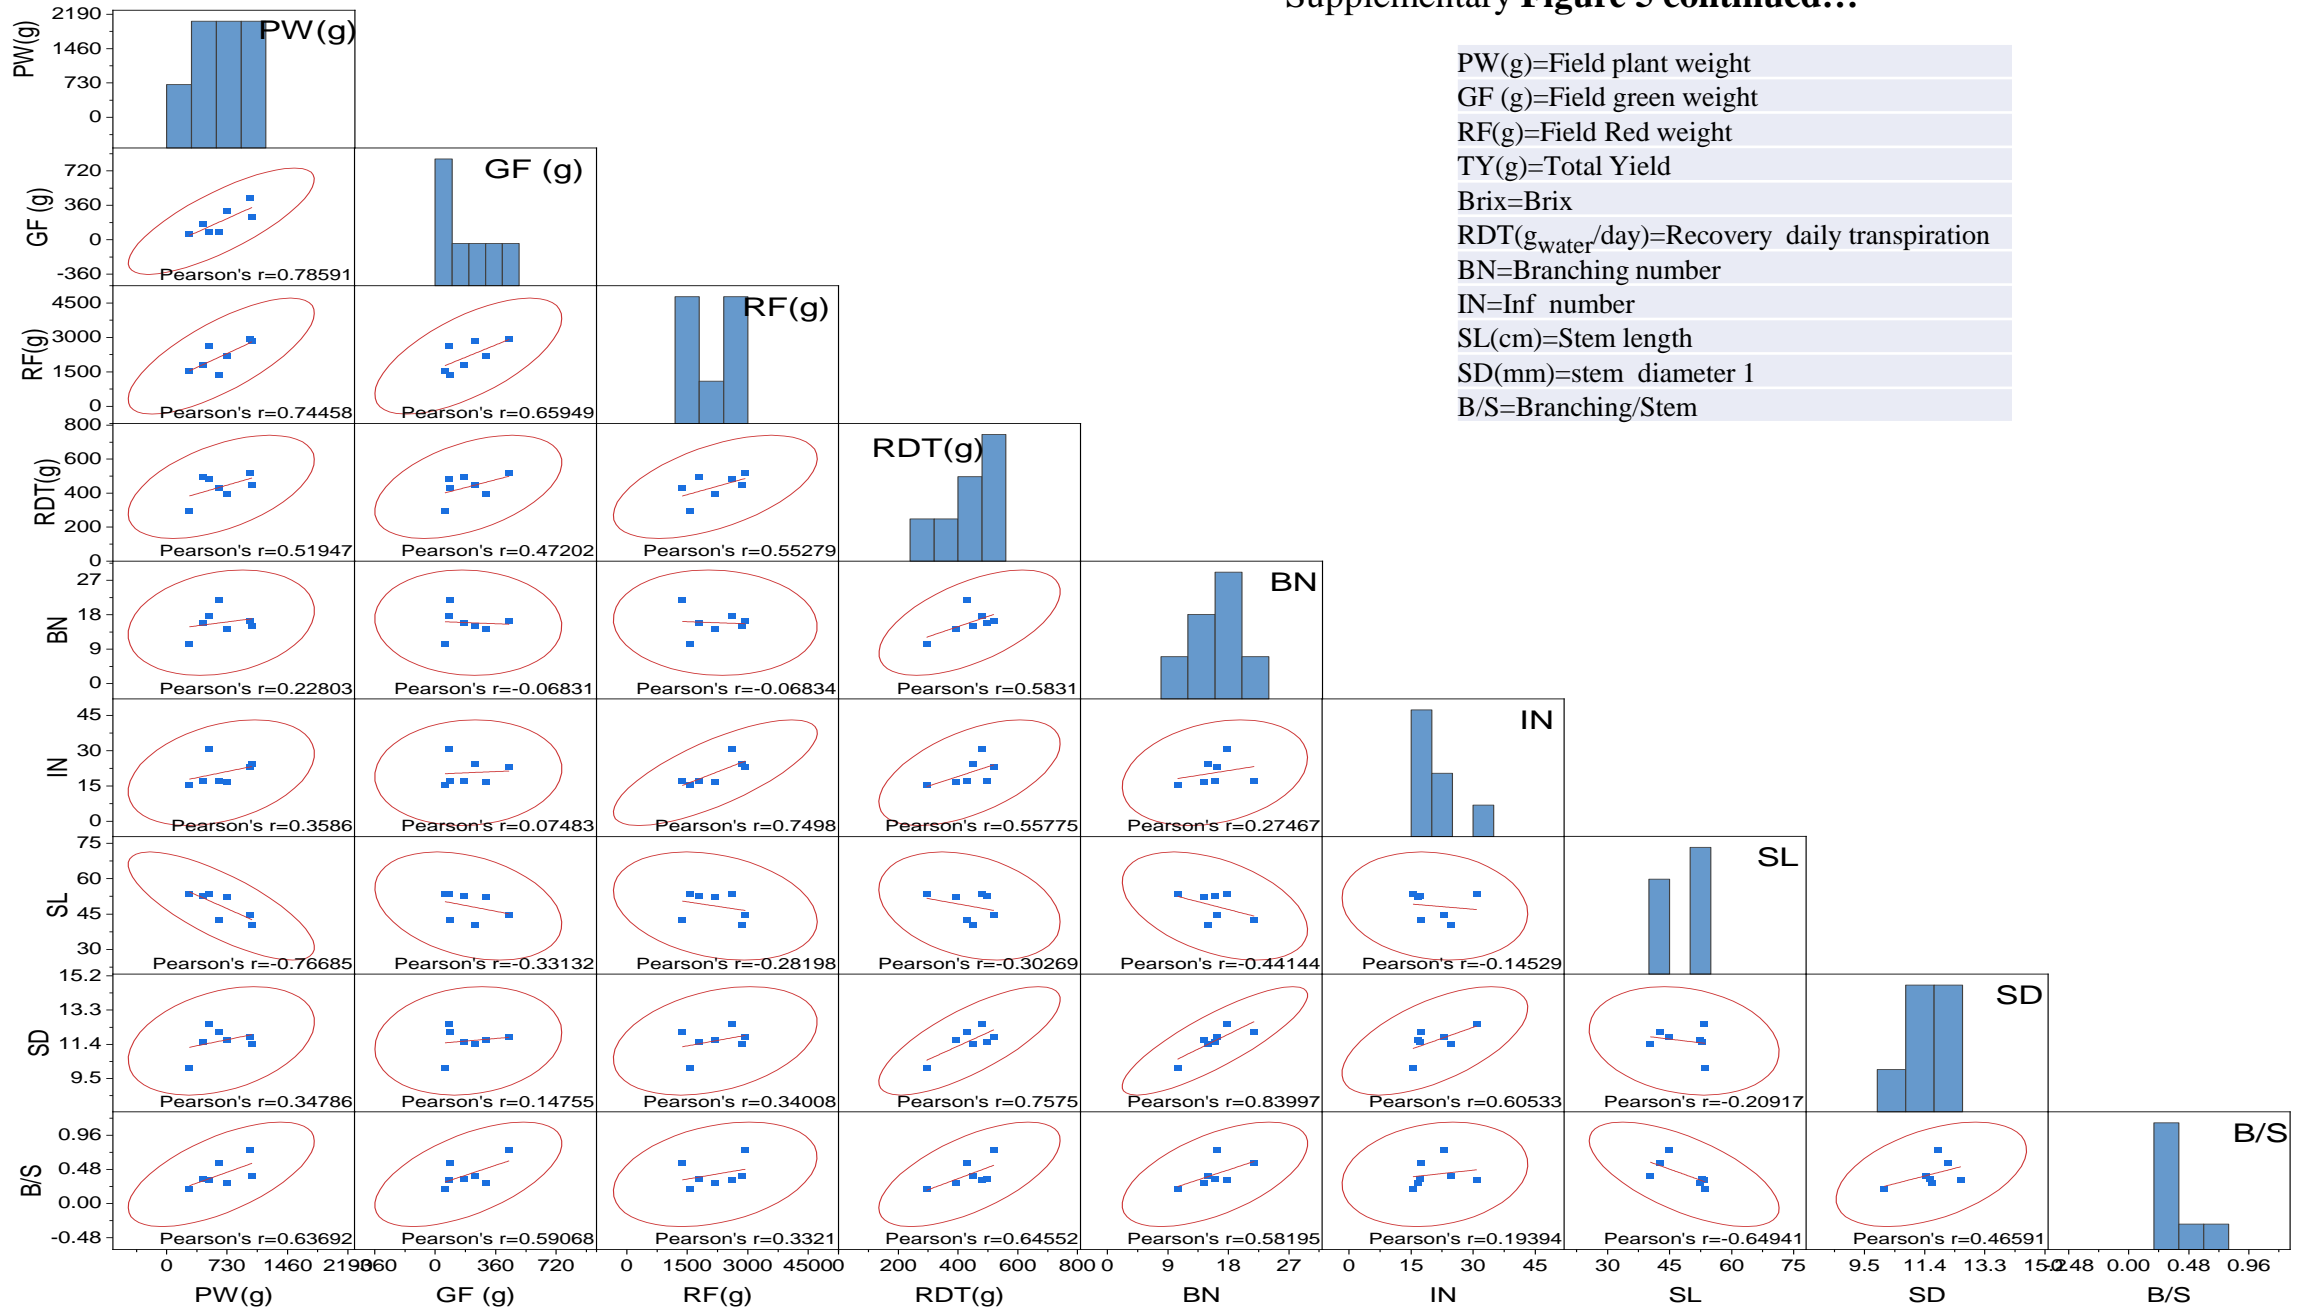 Supplementary Figure 5 continued...
PW(g)=Field plant weight
GF (g)=Field green weight
RF(g)=Field Red weight
TY(g)=Total Yield
Brix=Brix
RDT(gwater/day)=Recovery daily transpiration
BN=Branching number
IN=Inf number
SL(cm)=Stem length
SD(mm)=stem diameter 1
B/S=Branching/Stem
PW(g)
2190
1460
730
0
PW(g)
GF (g)
720
360
0
-360
Pearson's r=0.78591
GF (g)
RF(g)
4500
3000
1500
0
Pearson's r=0.74458
Pearson's r=0.65949
RF(g)
RDT(g)
800
600
400
200
0
Pearson's r=0.51947
Pearson's r=0.47202
Pearson's r=0.55279
RDT(g)
BN
27
18
9
0
Pearson's r=0.22803
Pearson's r=-0.06831
Pearson's r=-0.06834
Pearson's r=0.5831
BN
IN
45
30
15
0
Pearson's r=0.3586
Pearson's r=0.07483
Pearson's r=0.7498
Pearson's r=0.55775
Pearson's r=0.27467
IN
SL
75
60
45
30
Pearson's r=-0.76685
Pearson's r=-0.33132
Pearson's r=-0.28198
Pearson's r=-0.30269
Pearson's r=-0.44144
Pearson's r=-0.14529
SL
SD
15.2
13.3
11.4
9.5
Pearson's r=0.34786
Pearson's r=0.14755
Pearson's r=0.34008
Pearson's r=0.7575
Pearson's r=0.83997
Pearson's r=0.60533
Pearson's r=-0.20917
SD
B/S
0.96
0.48
0.00
-0.48
Pearson's r=0.63692
Pearson's r=0.59068
Pearson's r=0.3321
Pearson's r=0.64552
Pearson's r=0.58195
Pearson's r=0.19394
Pearson's r=-0.64941
Pearson's r=0.46591
B/S
0 730 1460 2190 -360 0 360 720 0 1500 3000 4500 0 200 400 600 800 0 9 18 27 0 15 30 45 30 45 60 75 9.5 11.4 13.3 15.2 -0.48 0.00 0.48 0.96
PW(g) GF (g) RF(g) RDT(g) BN IN SL SD B/S